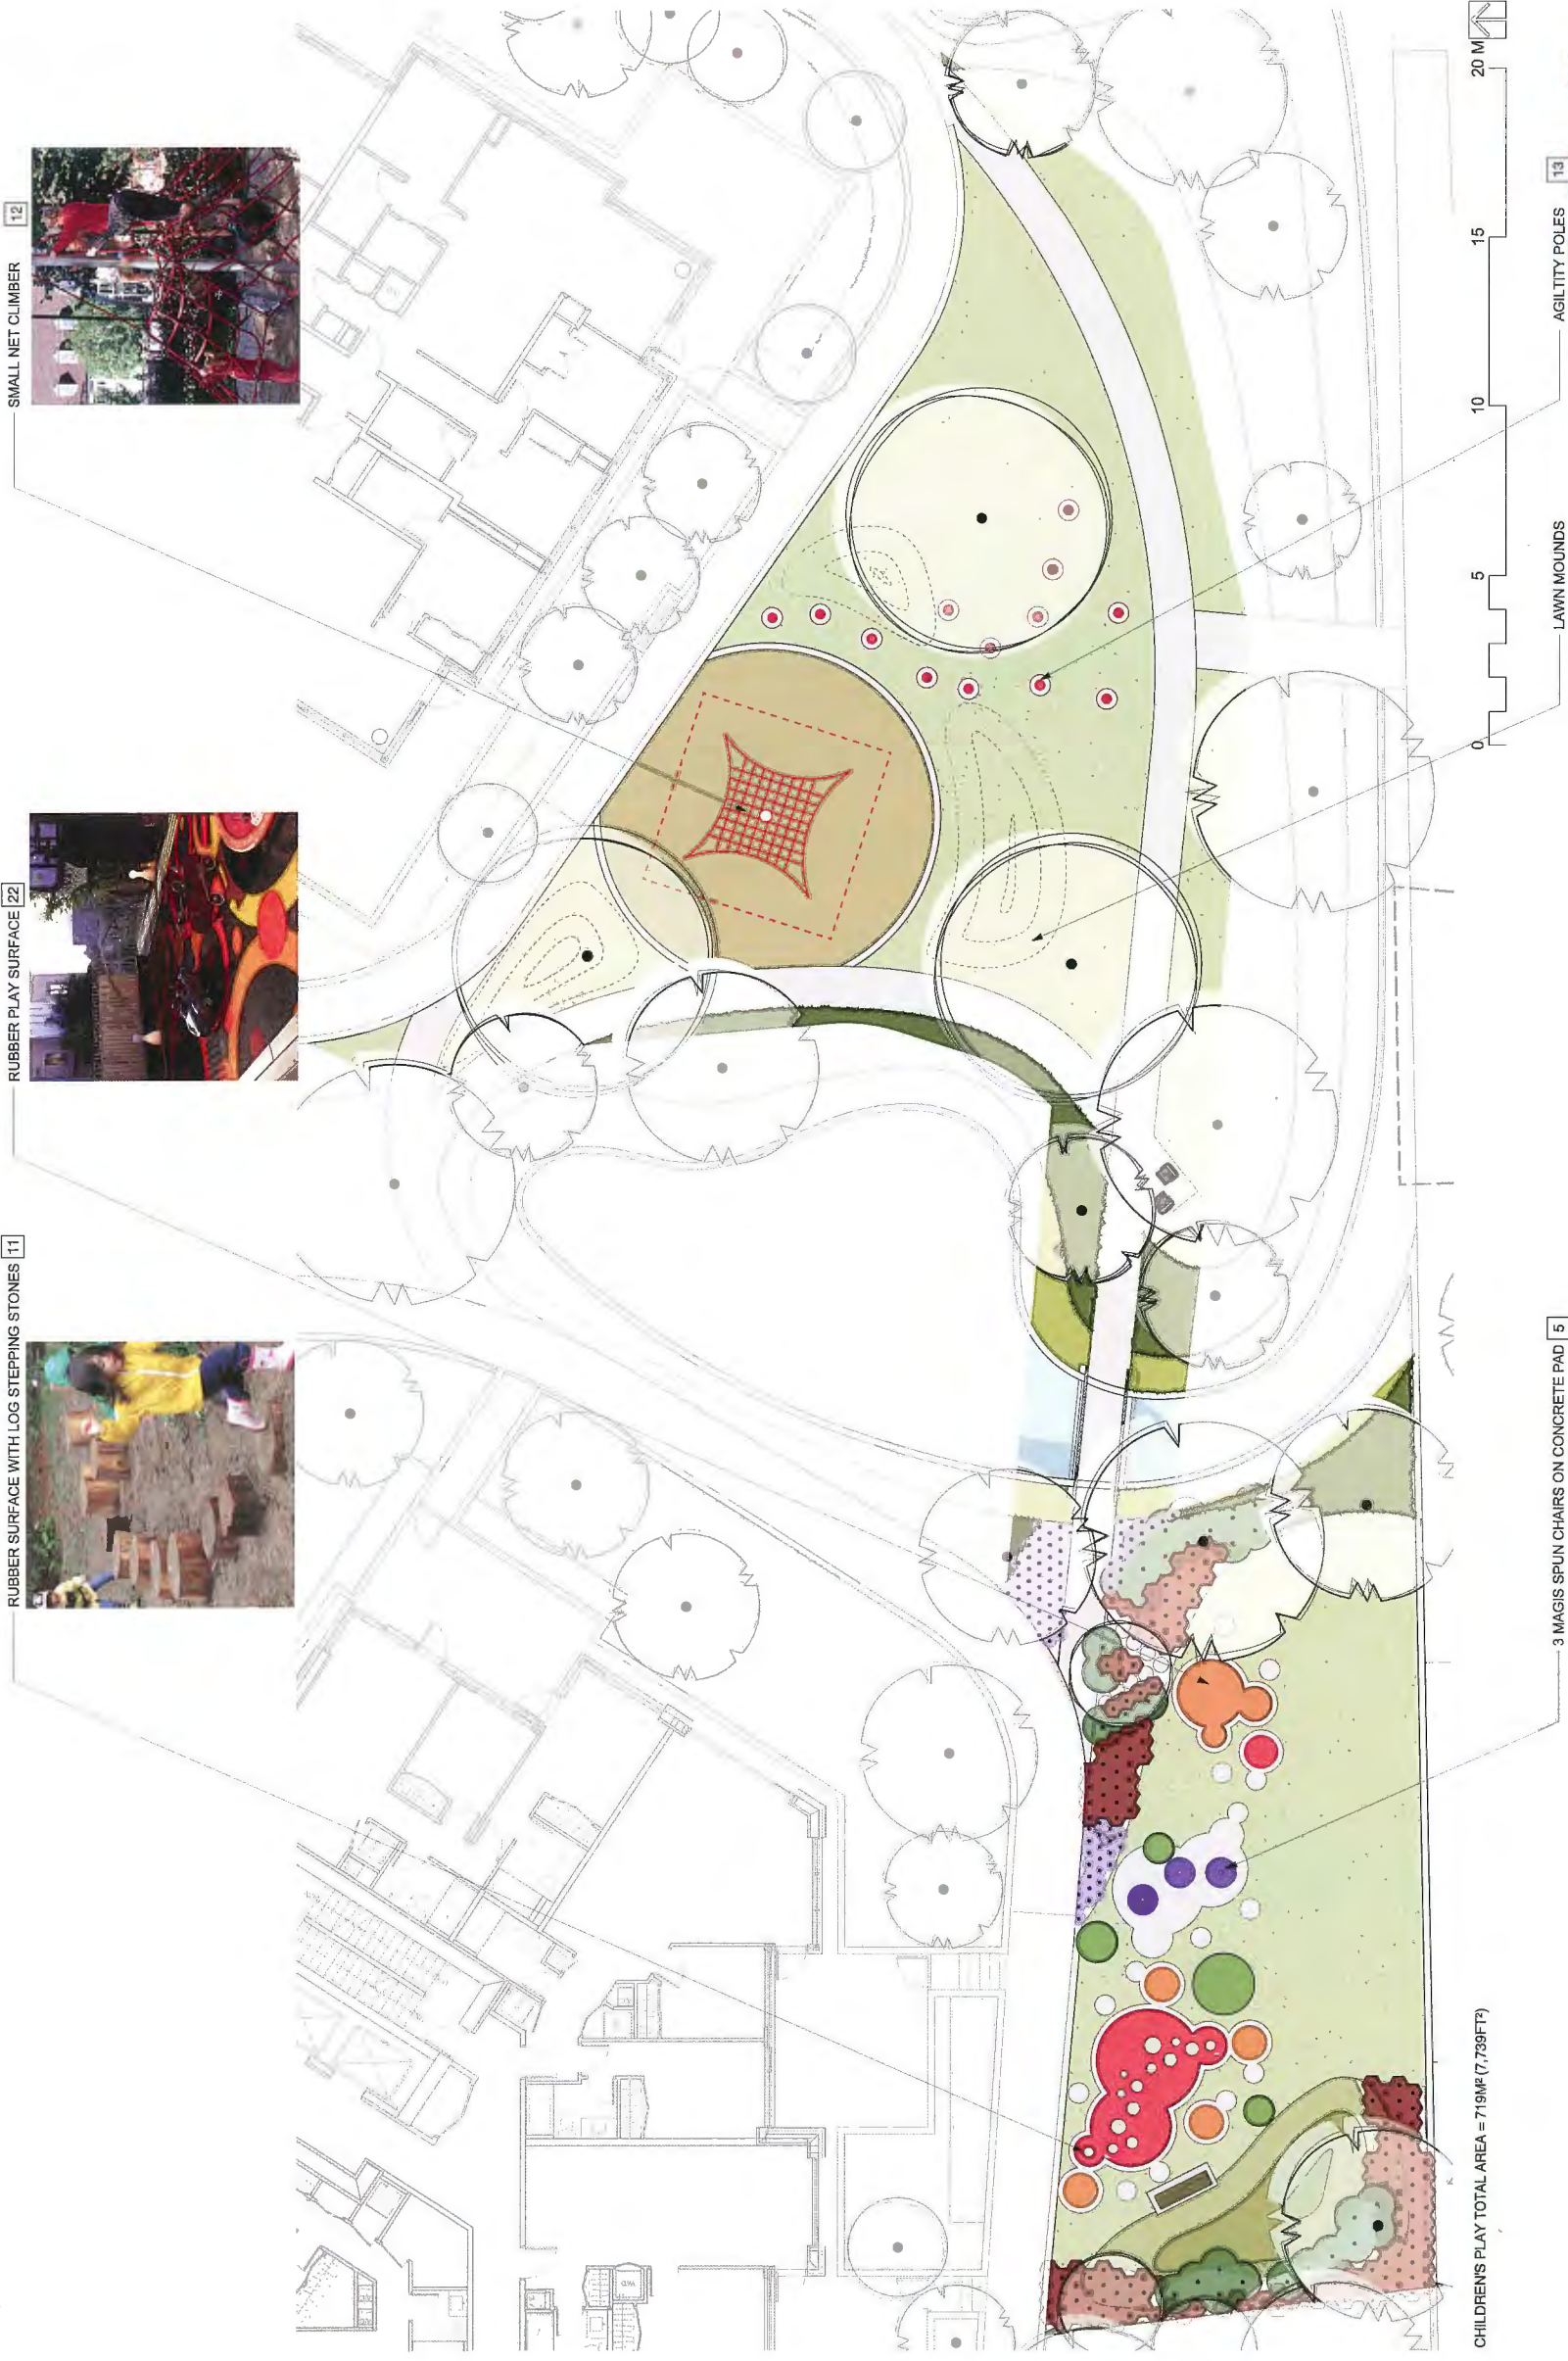 RUBBER SURFACE WITH LOG STEPPING STONES 11
RUBBER PLAY SURFACE 22
SMALL NET CLIMBER 12
CHILDREN'S PLAY TOTAL AREA = 719M² (7,739FT²)
0 5 10 15 20 M
3 MAGIS SPUN CHAIRS ON CONCRETE PAD 5
LAWN MOUNDS
AGILTITY POLES 13